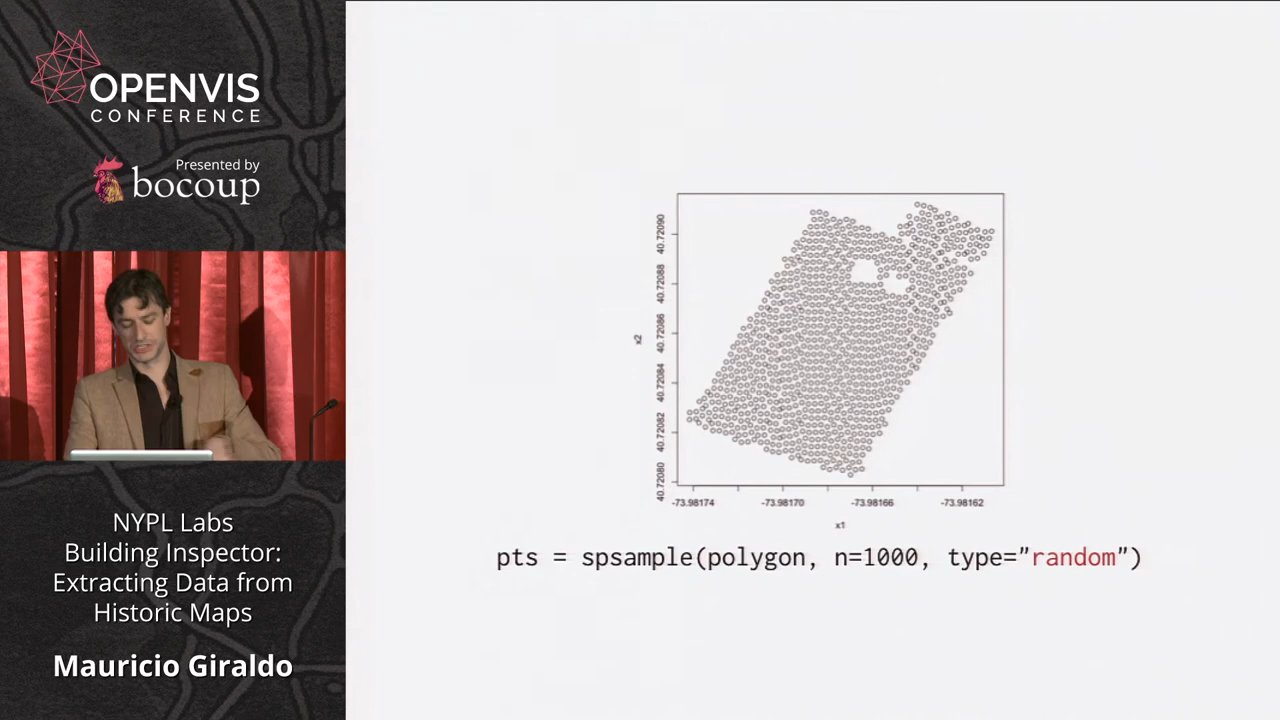 OPENVIS
CONFERENCE
Presented by
bocoup
NYPL Labs
Building Inspector:
Extracting Data from
Historic Maps
Mauricio Giraldo
40.72090
40.72088
40.72086
40.72084
40.72082
40.72080
x2
-73.98174
-73.98170
-73.98166
-73.98162
x1
pts = spsample(polygon, n=1000, type="random")